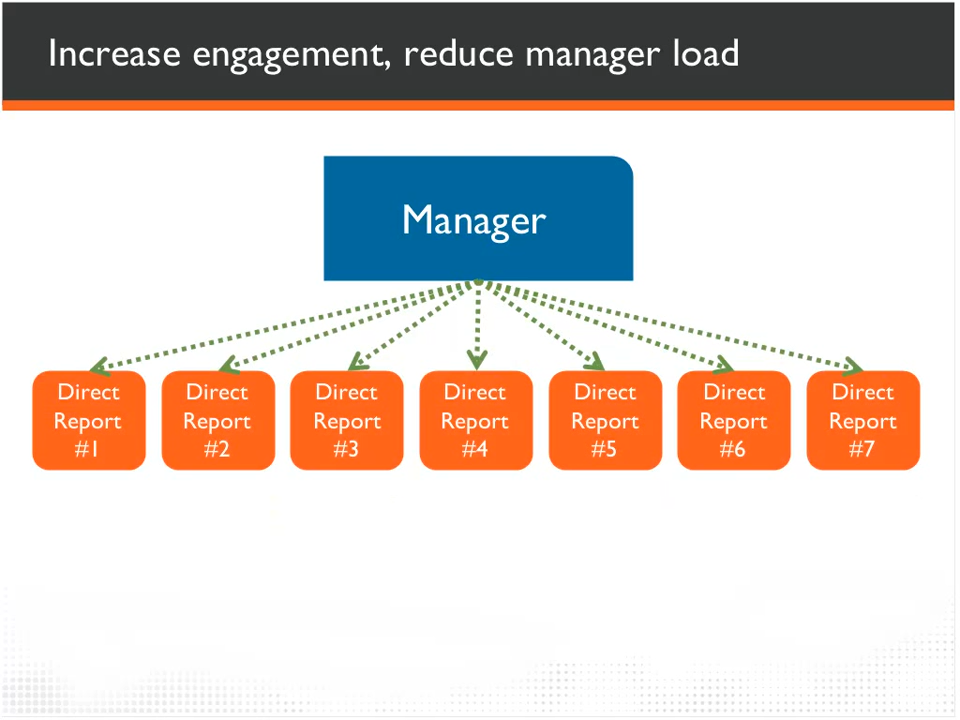 Increase engagement, reduce manager load
Manager
Direct
Report
#1
Direct
Report
#2
Direct
Report
#3
Direct
Report
#4
Direct
Report
#5
Direct
Report
#6
Direct
Report
#7